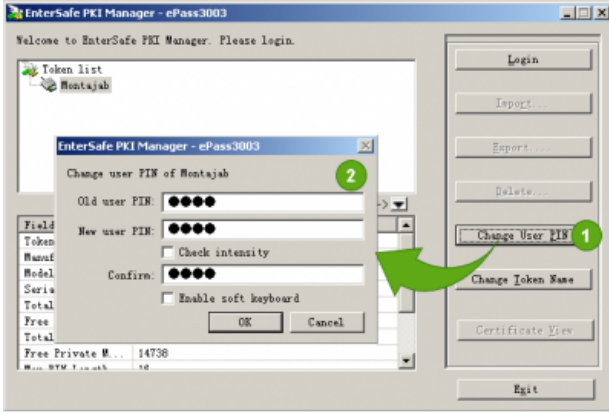 EnterSafe PKI Manager - ePass3003
Welcome to EnterSafe PKI Manager. Please login.
Token list
Montajab
Login
Import...
Export...
Delete...
Change User PIN 1
Change Token Name
Certificate View
Exit
EnterSafe PKI Manager - ePass3003
Change user PIN of Montajab 2
Old user PIN: ●●●●
New user PIN: ●●●●
Check intensity
Confirm: ●●●●
Enable soft keyboard
OK Cancel
->
Field
Token
Manuf
Model
Seria
Total
Free
Total
Free Private M... 14738